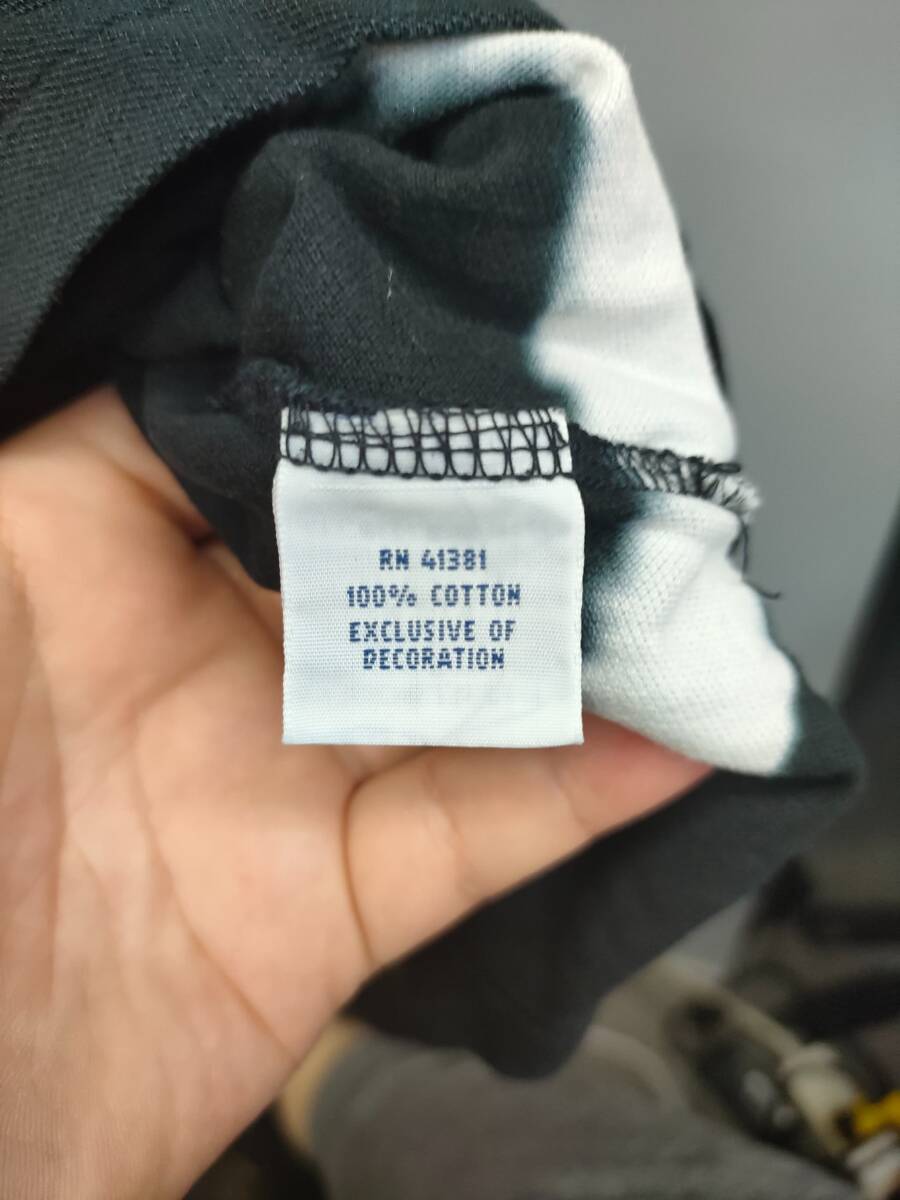 RN 41381
100% COTTON
EXCLUSIVE OF
DECORATION